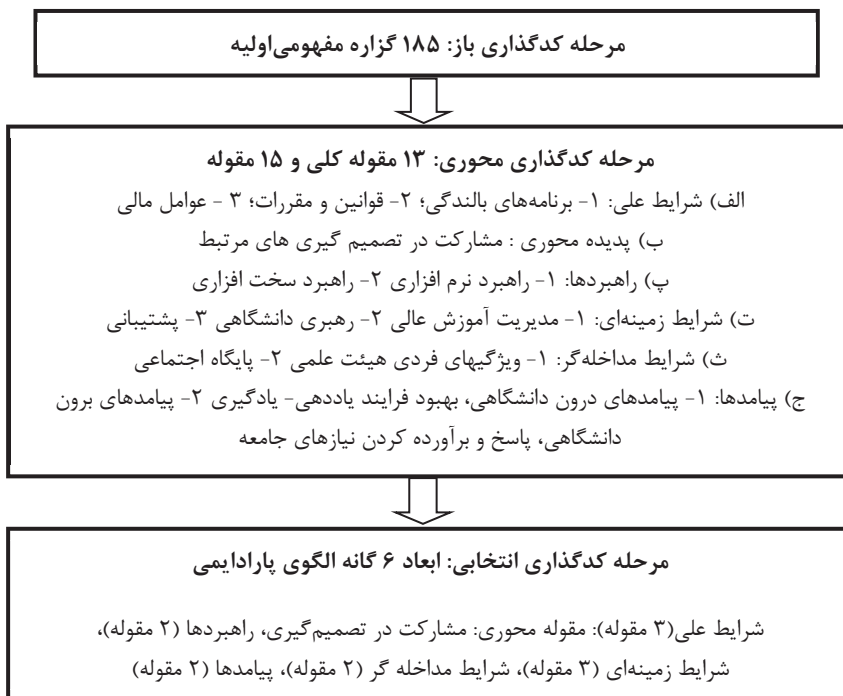 مرحله کدگذاری باز: ۱۸۵ گزاره مفهومی‌اولیه
مرحله کدگذاری محوری: ۱۳ مقوله کلی و ۱۵ مقوله
الف) شرایط علی: ۱- برنامه‌های بالندگی؛ ۲- قوانین و مقررات؛ ۳ - عوامل مالی
ب) پدیده محوری : مشارکت در تصمیم گیری های مرتبط
پ) راهبردها: ۱- راهبرد نرم افزاری ۲- راهبرد سخت افزاری
ت) شرایط زمینه‌ای: ۱- مدیریت آموزش عالی ۲- رهبری دانشگاهی ۳- پشتیبانی
ث) شرایط مداخله‌گر: ۱- ویژگیهای فردی هیئت علمی ۲- پایگاه اجتماعی
ج) پیامدها: ۱- پیامدهای درون دانشگاهی، بهبود فرایند یاددهی- یادگیری ۲- پیامدهای برون
دانشگاهی، پاسخ و برآورده کردن نیازهای جامعه
مرحله کدگذاری انتخابی: ابعاد ۶ گانه الگوی پارادایمی
شرایط علی(۳ مقوله): مقوله محوری: مشارکت در تصمیم‌گیری، راهبردها (۲ مقوله)،
شرایط زمینه‌ای (۳ مقوله)، شرایط مداخله گر (۲ مقوله)، پیامدها (۲ مقوله)